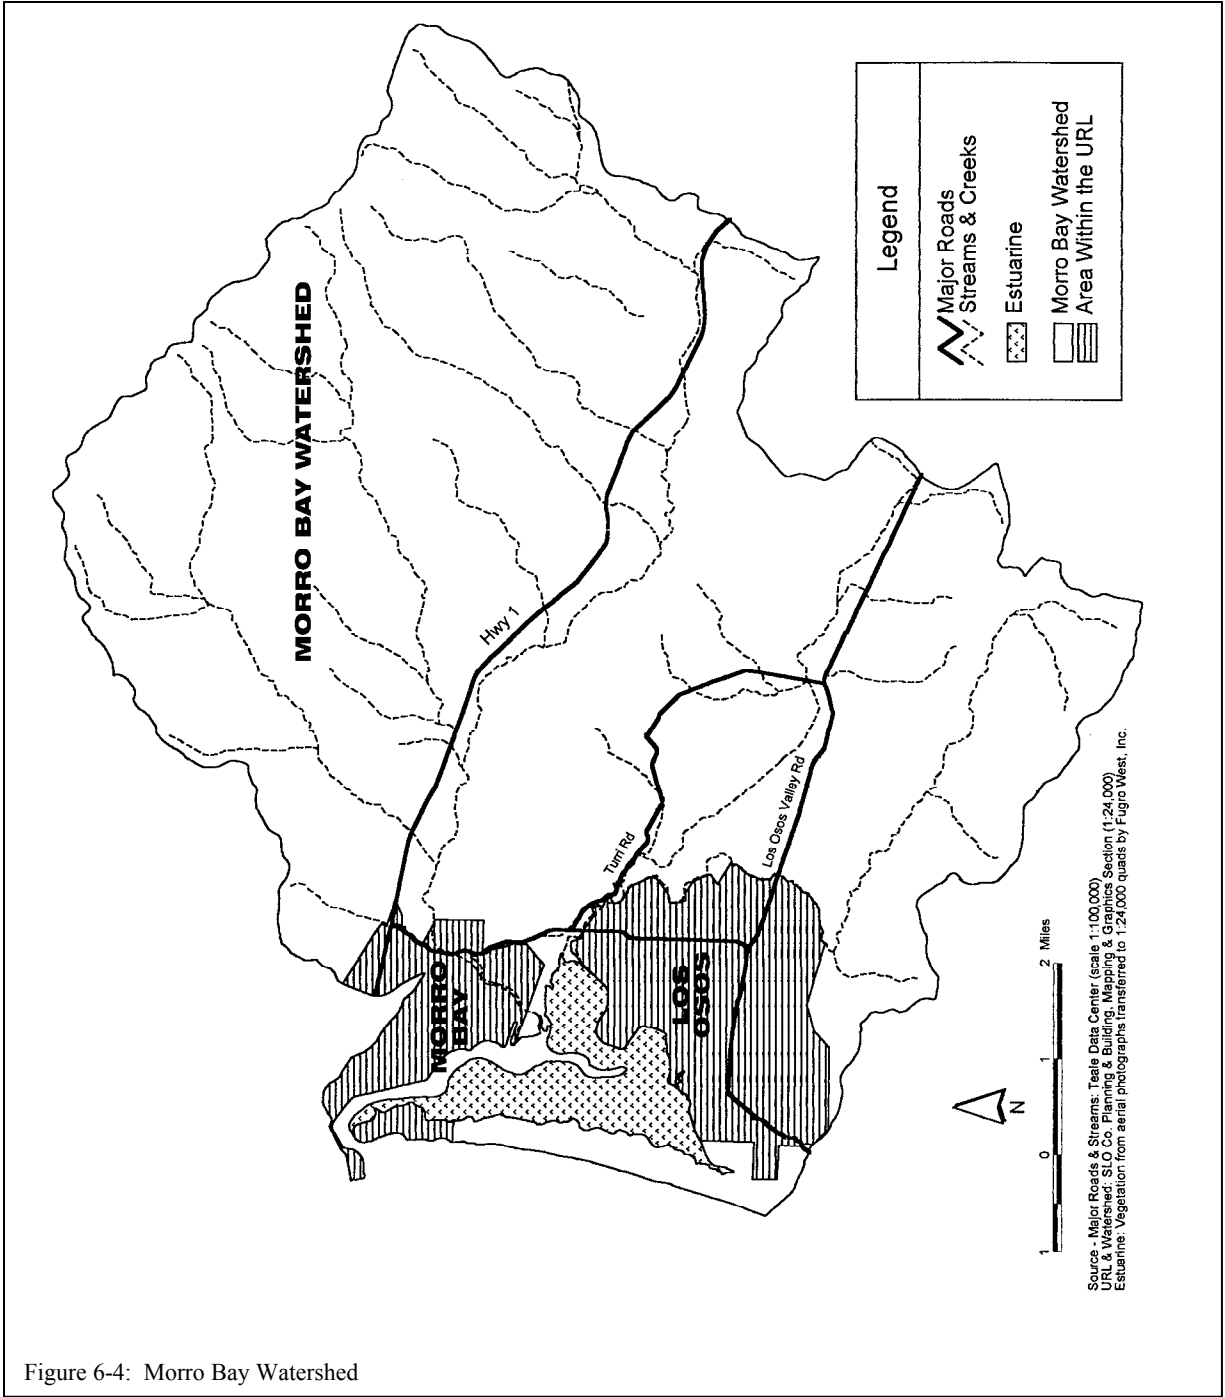 MORRO BAY WATERSHED
Hwy 1
Turri Rd
Los Osos Valley Rd
MORRO
BAY
LOS
OSOS
Legend
Major Roads
Streams & Creeks
Estuarine
Morro Bay Watershed
Area Within the URL
N
1 0 1 2 Miles
Source - Major Roads & Streams: Teale Data Center (scale 1:100,000)
URL & Watershed: SLO Co. Planning & Building, Mapping & Graphics Section (1:24,000)
Estuarine: Vegetation from aerial photographs transferred to 1:24,000 quads by Fugro West, Inc.
Figure 6-4: Morro Bay Watershed